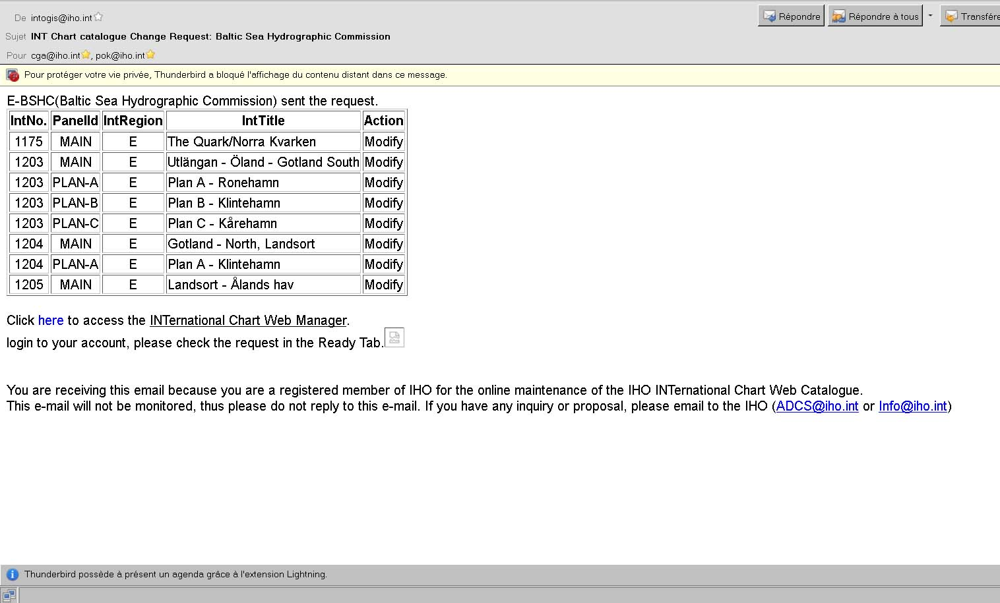 De intogis@iho.int
Répondre Répondre à tous Transfére
Sujet INT Chart catalogue Change Request: Baltic Sea Hydrographic Commission
Pour cga@iho.int, pok@iho.int
Pour protéger votre vie privée, Thunderbird a bloqué l'affichage du contenu distant dans ce message.
E-BSHC(Baltic Sea Hydrographic Commission) sent the request.
IntNo. PanelId IntRegion IntTitle Action
1175 MAIN E The Quark/Norra Kvarken Modify
1203 MAIN E Utlängan - Öland - Gotland South Modify
1203 PLAN-A E Plan A - Ronehamn Modify
1203 PLAN-B E Plan B - Klintehamn Modify
1203 PLAN-C E Plan C - Kårehamn Modify
1204 MAIN E Gotland - North, Landsort Modify
1204 PLAN-A E Plan A - Klintehamn Modify
1205 MAIN E Landsort - Ålands hav Modify
Click here to access the INTernational Chart Web Manager.
login to your account, please check the request in the Ready Tab.
You are receiving this email because you are a registered member of IHO for the online maintenance of the IHO INTernational Chart Web Catalogue.
This e-mail will not be monitored, thus please do not reply to this e-mail. If you have any inquiry or proposal, please email to the IHO (ADCS@iho.int or Info@iho.int)
Thunderbird possède à présent un agenda grâce à l'extension Lightning.